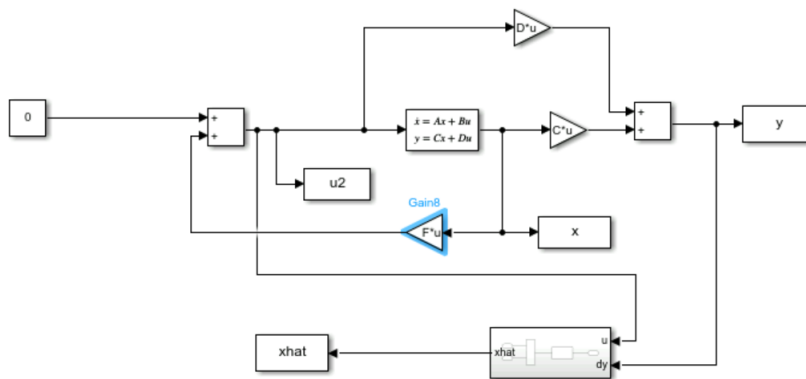 D*u
0
+
+
ẋ = Ax + Bu
y = Cx + Du
C*u
+
+
y
u2
Gain8
F*u
x
xhat
xhat
u
dy